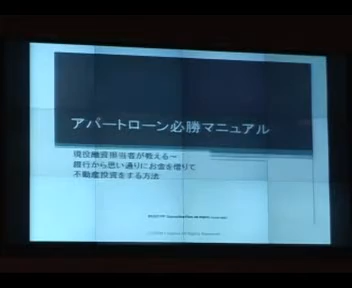 アパートローン必勝マニュアル
現役融資担当者が教える～
銀行から思い通りにお金を借りて
不動産投資をする方法